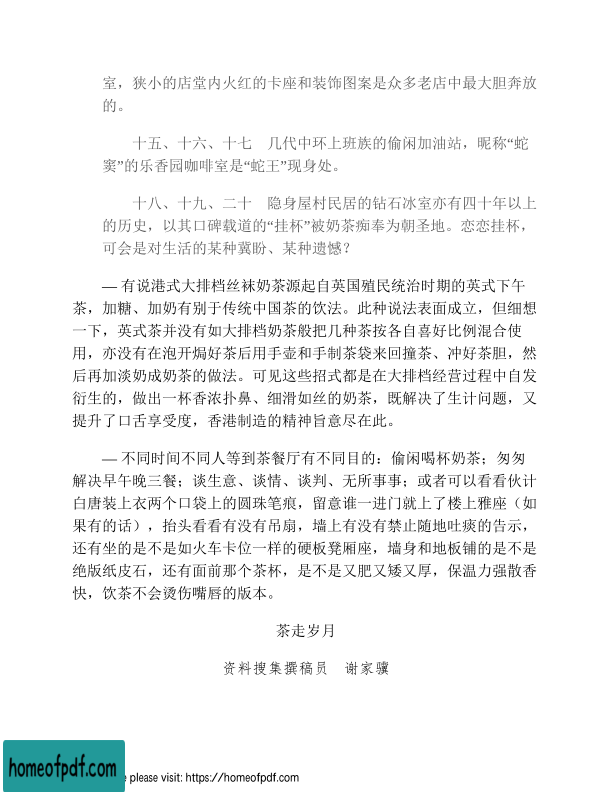 室，狭小的店堂内火红的卡座和装饰图案是众多老店中最大胆奔放
的。
十五、十六、十七　几代中环上班族的偷闲加油站，昵称“蛇
窦”的乐香园咖啡室是“蛇王”现身处。
十八、十九、二十　隐身屋村民居的钻石冰室亦有四十年以上
的历史，以其口碑载道的“挂杯”被奶茶痴奉为朝圣地。恋恋挂杯，
可会是对生活的某种冀盼、某种遗憾？
— 有说港式大排档丝袜奶茶源起自英国殖民统治时期的英式下午
茶，加糖、加奶有别于传统中国茶的饮法。此种说法表面成立，但细想
一下，英式茶并没有如大排档奶茶般把几种茶按各自喜好比例混合使
用，亦没有在泡开焗好茶后用手壶和手制茶袋来回撞茶、冲好茶胆，然
后再加淡奶成奶茶的做法。可见这些招式都是在大排档经营过程中自发
衍生的，做出一杯香浓扑鼻、细滑如丝的奶茶，既解决了生计问题，又
提升了口舌享受度，香港制造的精神旨意尽在此。
— 不同时间不同人等到茶餐厅有不同目的：偷闲喝杯奶茶；匆匆
解决早午晚三餐；谈生意、谈情、谈判、无所事事；或者可以看看伙计
白唐装上衣两个口袋上的圆珠笔痕，留意谁一进门就上了楼上雅座（如
果有的话），抬头看看有没有吊扇，墙上有没有禁止随地吐痰的告示，
还有坐的是不是如火车卡位一样的硬板凳厢座，墙身和地板铺的是不是
绝版纸皮石，还有面前那个茶杯，是不是又肥又矮又厚，保温力强散香
快，饮茶不会烫伤嘴唇的版本。
茶走岁月
资料搜集撰稿员　谢家骥
homeofpdf.com
e please visit: https://homeofpdf.com